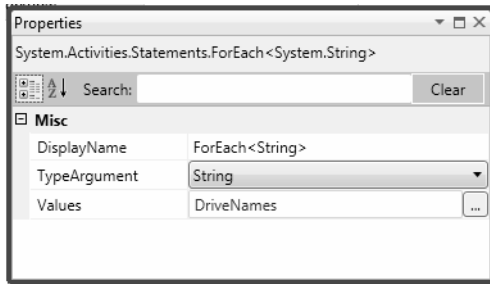 Properties
System.Activities.Statements.ForEach<System.String>
A Z Search: Clear
Misc
DisplayName ForEach<String>
TypeArgument String
Values DriveNames ...